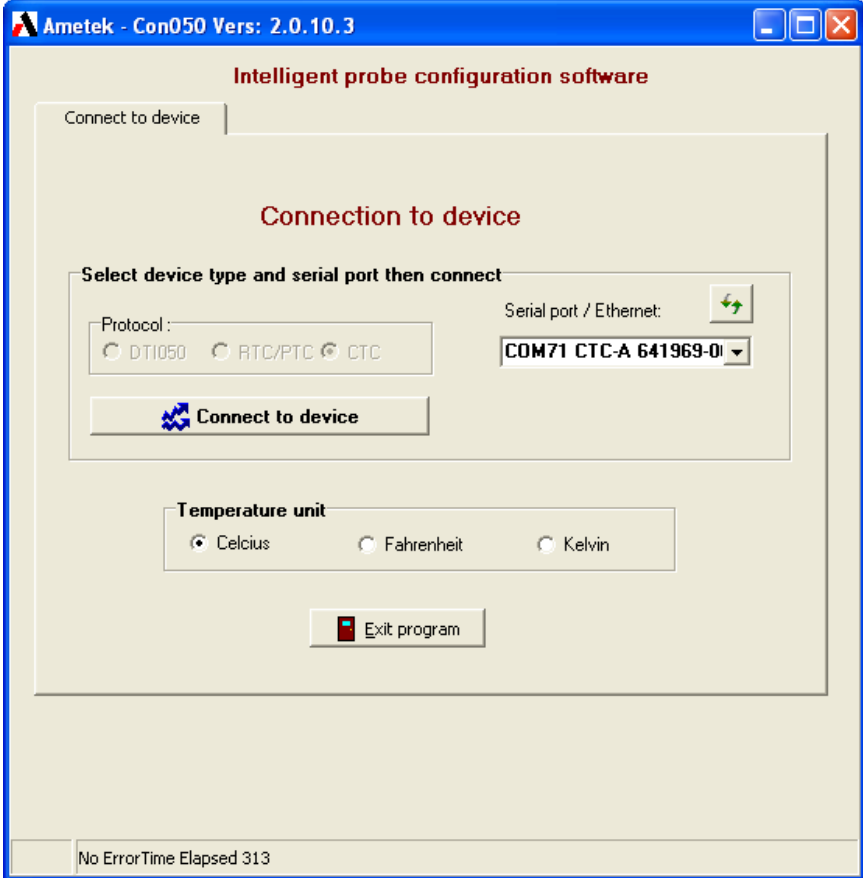 Ametek - Con050 Vers: 2.0.10.3
Intelligent probe configuration software
Connect to device
Connection to device
Select device type and serial port then connect
Serial port / Ethernet:
Protocol :
DTI050 RTC/PTC CTC
COM71 CTC-A 641969-0
Connect to device
Temperature unit
Celcius Fahrenheit Kelvin
Exit program
No ErrorTime Elapsed 313